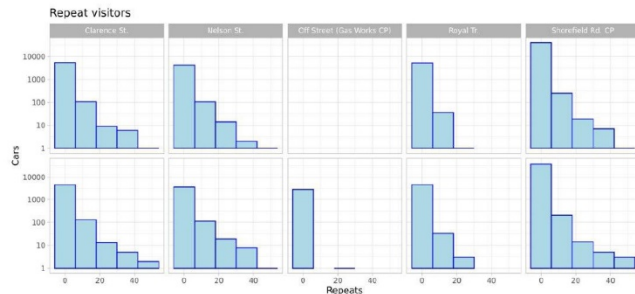 Repeat visitors
Clarence St. Nelson St. Off Street (Gas Works CP) Royal Tr. Shorefield Rd. CP
10000
1000
100
10
1
Cars
10000
1000
100
10
1
0 20 40 0 20 40 0 20 40 0 20 40 0 20 40
Repeats